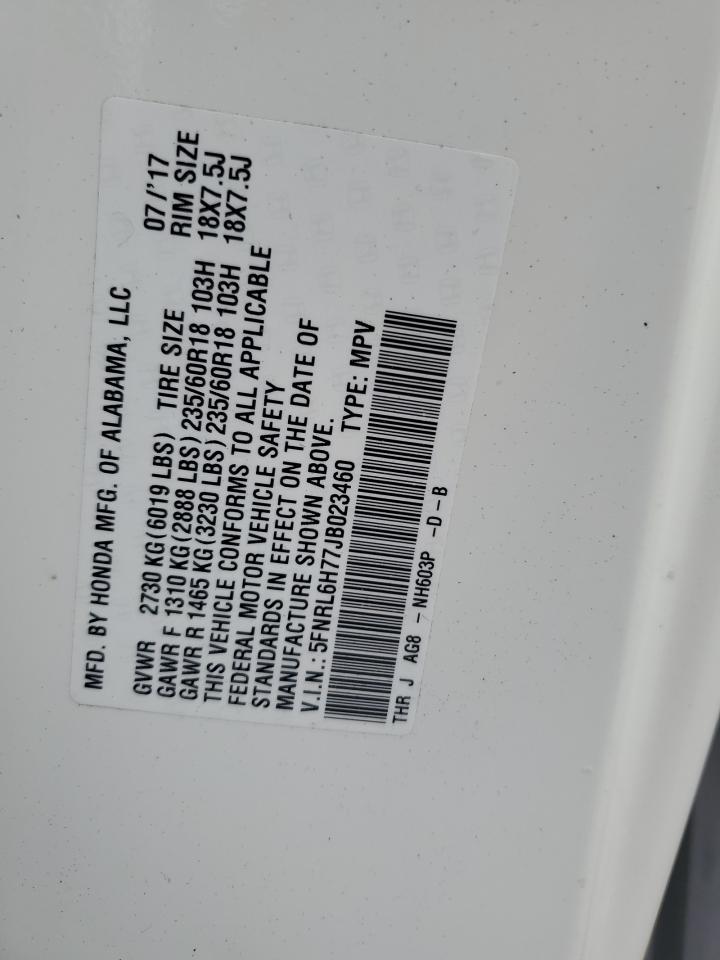 MFD. BY HONDA MFG. OF ALABAMA, LLC 07/'17
GVWR 2730 KG(6019 LBS) TIRE SIZE RIM SIZE
GAWR F 1310 KG(2888 LBS)235/60R18 103H 18X7.5J
GAWR R 1465 KG(3230 LBS)235/60R18 103H 18X7.5J
THIS VEHICLE CONFORMS TO ALL APPLICABLE
FEDERAL MOTOR VEHICLE SAFETY
STANDARDS IN EFFECT ON THE DATE OF
MANUFACTURE SHOWN ABOVE.
V.I.N.:5FNRL6H77JB023460 TYPE: MPV
THR J AG8 - NH603P -D-B